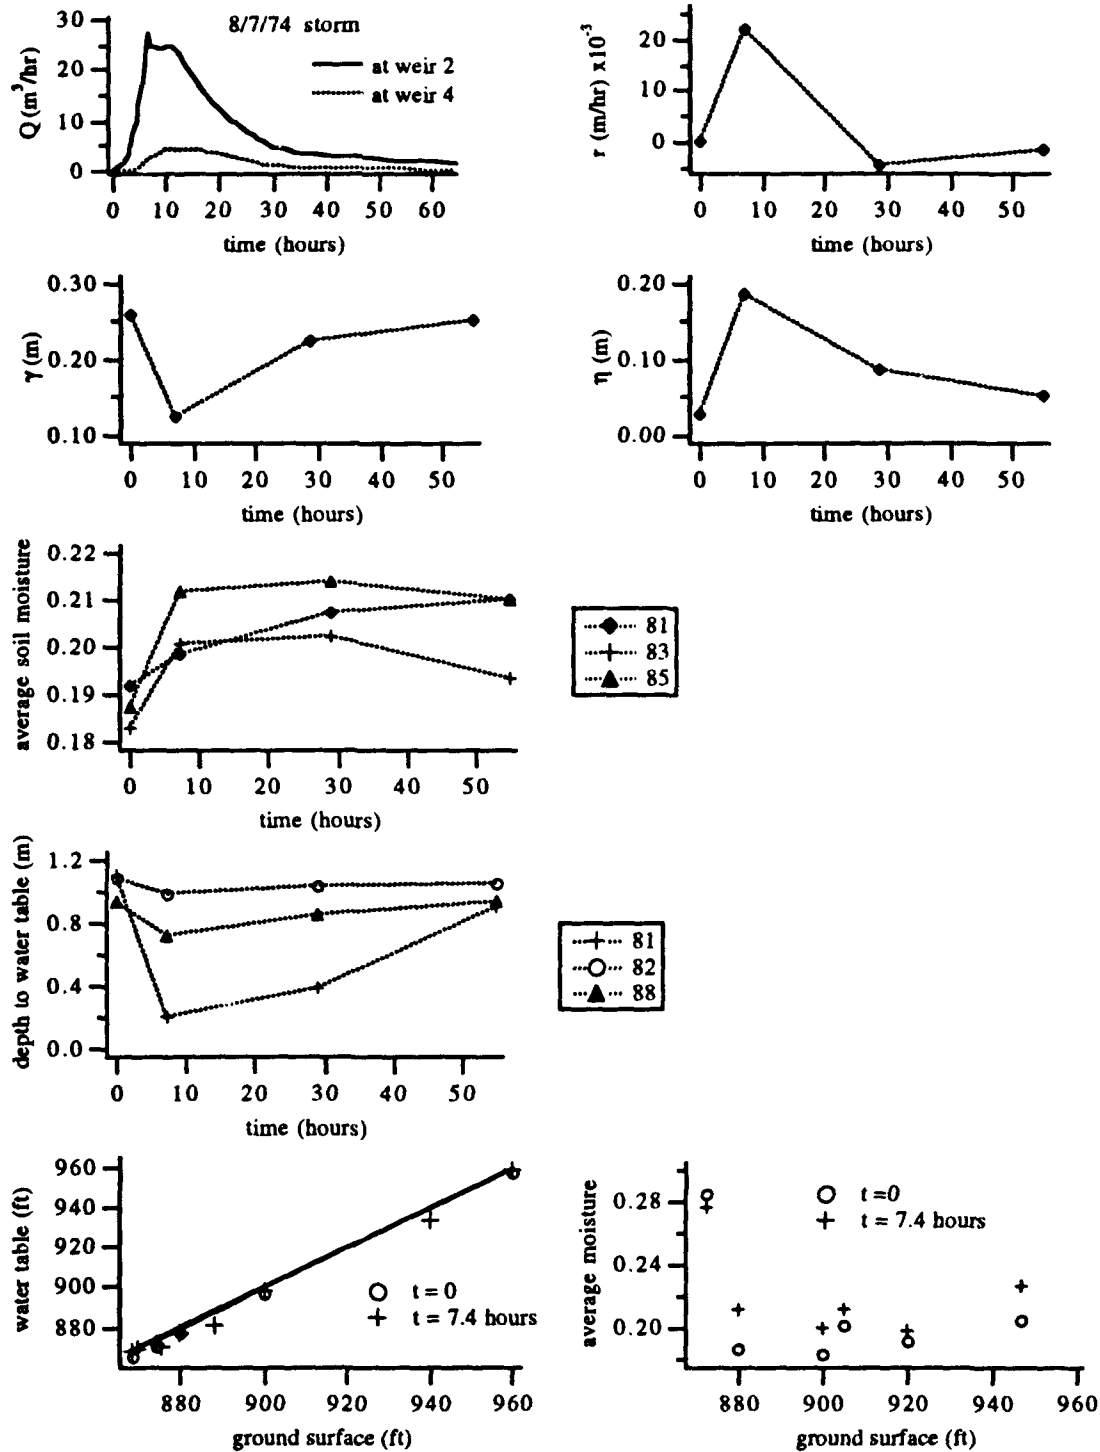 8/7/74 storm
at weir 2
at weir 4
Q (m³/hr)
30
20
10
0
0 10 20 30 40 50 60
time (hours)
r (m/hr) x10⁻³
20
10
0
0 10 20 30 40 50
time (hours)
γ (m)
0.30
0.20
0.10
0 10 20 30 40 50
time (hours)
η (m)
0.20
0.10
0.00
0 10 20 30 40 50
time (hours)
average soil moisture
0.22
0.21
0.20
0.19
0.18
0 10 20 30 40 50
time (hours)
81
83
85
depth to water table (m)
1.2
0.8
0.4
0.0
0 10 20 30 40 50
time (hours)
81
82
88
water table (ft)
960
940
920
900
880
t = 0
t = 7.4 hours
880 900 920 940 960
ground surface (ft)
average moisture
0.28
0.24
0.20
t =0
t = 7.4 hours
880 900 920 940 960
ground surface (ft)